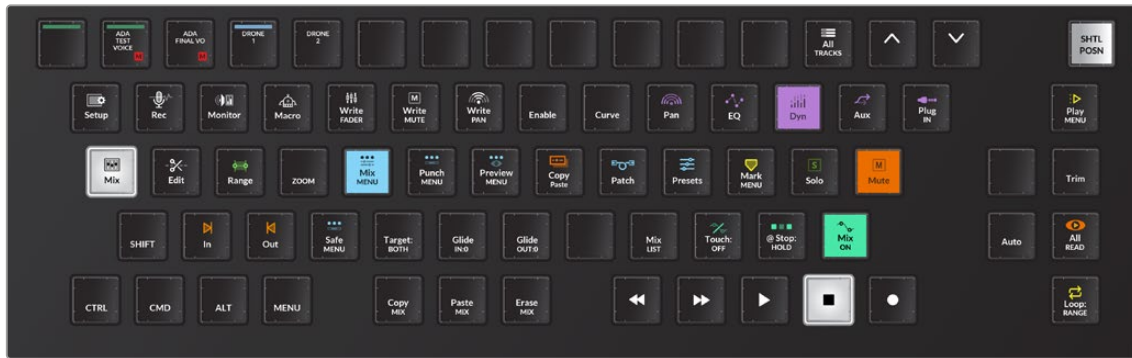 ADA
TEST
VOICE
ADA
FINAL VO
M
DRONE
1
DRONE
2
All
TRACKS
SHTL
POSN
Setup
Rec
Monitor
Macro
Write
FADER
M
Write
MUTE
Write
PAN
Enable
Curve
Pan
EQ
Dyn
Aux
Plug
IN
Play
MENU
Mix
Edit
Range
ZOOM
Mix
MENU
Punch
MENU
Preview
MENU
Copy
Paste
Patch
Presets
Mark
MENU
S
Solo
M
Mute
Trim
SHIFT
In
Out
Safe
MENU
Target:
BOTH
Glide
IN:0
Glide
OUT:0
Mix
LIST
Touch:
OFF
@ Stop:
HOLD
Mix
ON
Auto
All
READ
CTRL
CMD
ALT
MENU
Copy
MIX
Paste
MIX
Erase
MIX
Loop:
RANGE